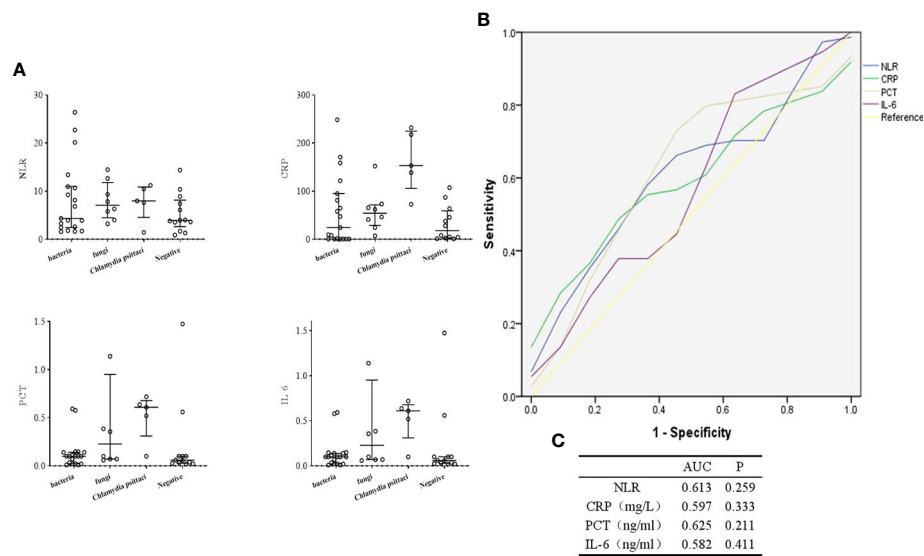 A
NLR
30
20
10
0
bacteria
fungi
Chlamydia psittaci
Negative
CRP
300
200
100
0
bacteria
fungi
Chlamydia psittaci
Negative
PCT
1.5
1.0
0.5
0.0
bacteria
fungi
Chlamydia psittaci
Negative
IL 6
1.5
1.0
0.5
0.0
bacteria
fungi
Chlamydia psittaci
Negative
B
Sensitivity
1.0
0.8
0.6
0.4
0.2
0.0
0.0 0.2 0.4 0.6 0.8 1.0
1 - Specificity
NLR
CRP
PCT
IL-6
Reference
C
AUC P
NLR 0.613 0.259
CRP（mg/L） 0.597 0.333
PCT（ng/ml） 0.625 0.211
IL-6（ng/ml） 0.582 0.411